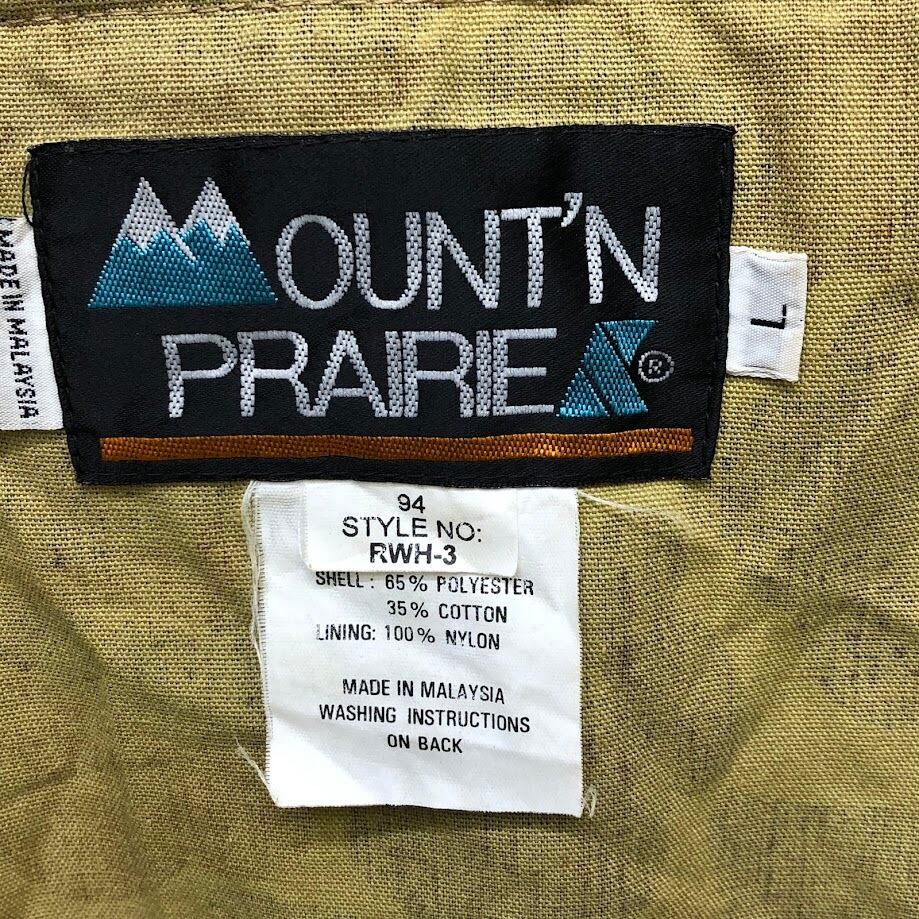 MOUNT'N
PRAIRIE ®
MADE IN MALAYSIA
L
94
STYLE NO:
RWH-3
SHELL: 65% POLYESTER
35% COTTON
LINING: 100% NYLON
MADE IN MALAYSIA
WASHING INSTRUCTIONS
ON BACK